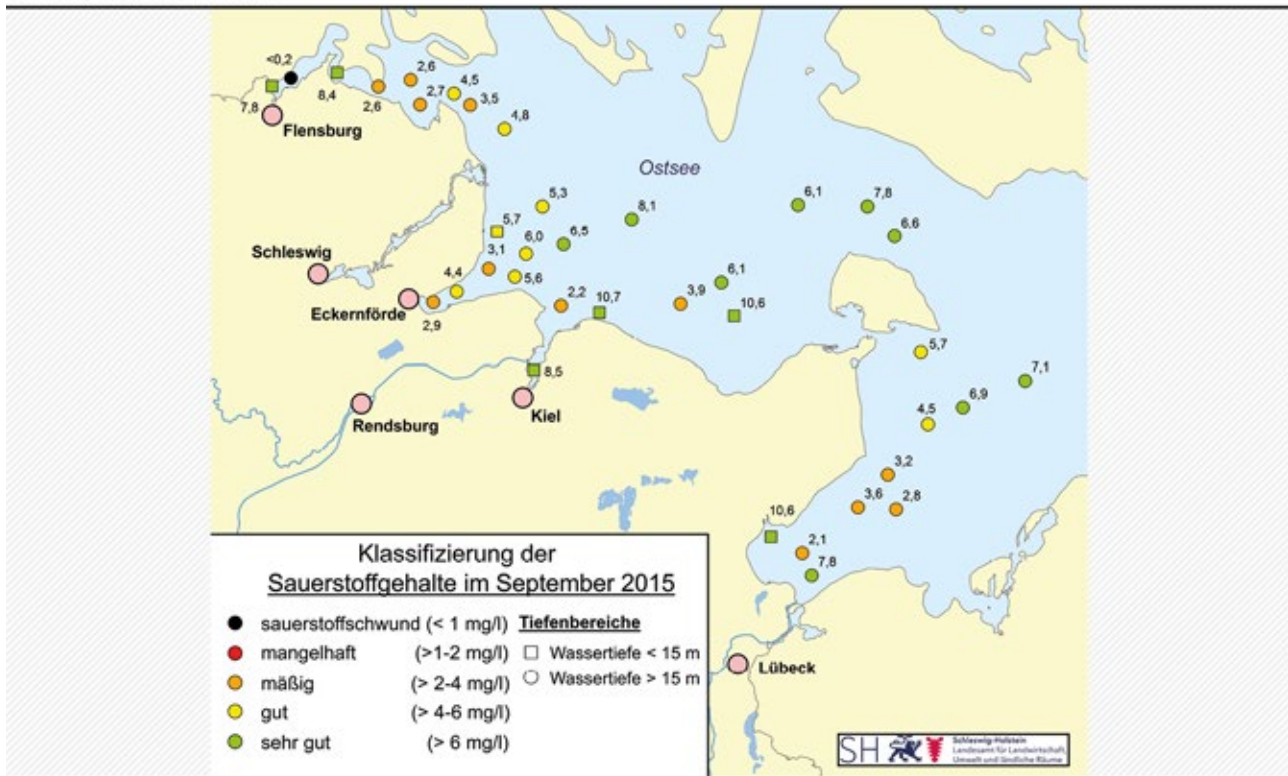 <0,2
7,8
8,4
2,6
2,6
2,7
4,5
3,5
4,8
Flensburg
Ostsee
5,3
8,1
6,1
7,8
6,6
5,7
6,0
6,5
3,1
5,6
Schleswig
4,4
2,9
Eckernförde
2,2
10,7
3,9
6,1
10,6
8,5
Kiel
Rendsburg
5,7
7,1
6,9
4,5
3,2
3,6
2,8
10,6
2,1
7,8
Lübeck
Klassifizierung der
Sauerstoffgehalte im September 2015
sauerstoffschwund (< 1 mg/l)
mangelhaft (>1-2 mg/l)
mäßig (> 2-4 mg/l)
gut (> 4-6 mg/l)
sehr gut (> 6 mg/l)
Tiefenbereiche
Wassertiefe < 15 m
Wassertiefe > 15 m
SH
Schleswig-Holstein
Landesamt für Landwirtschaft,
Umwelt und ländliche Räume